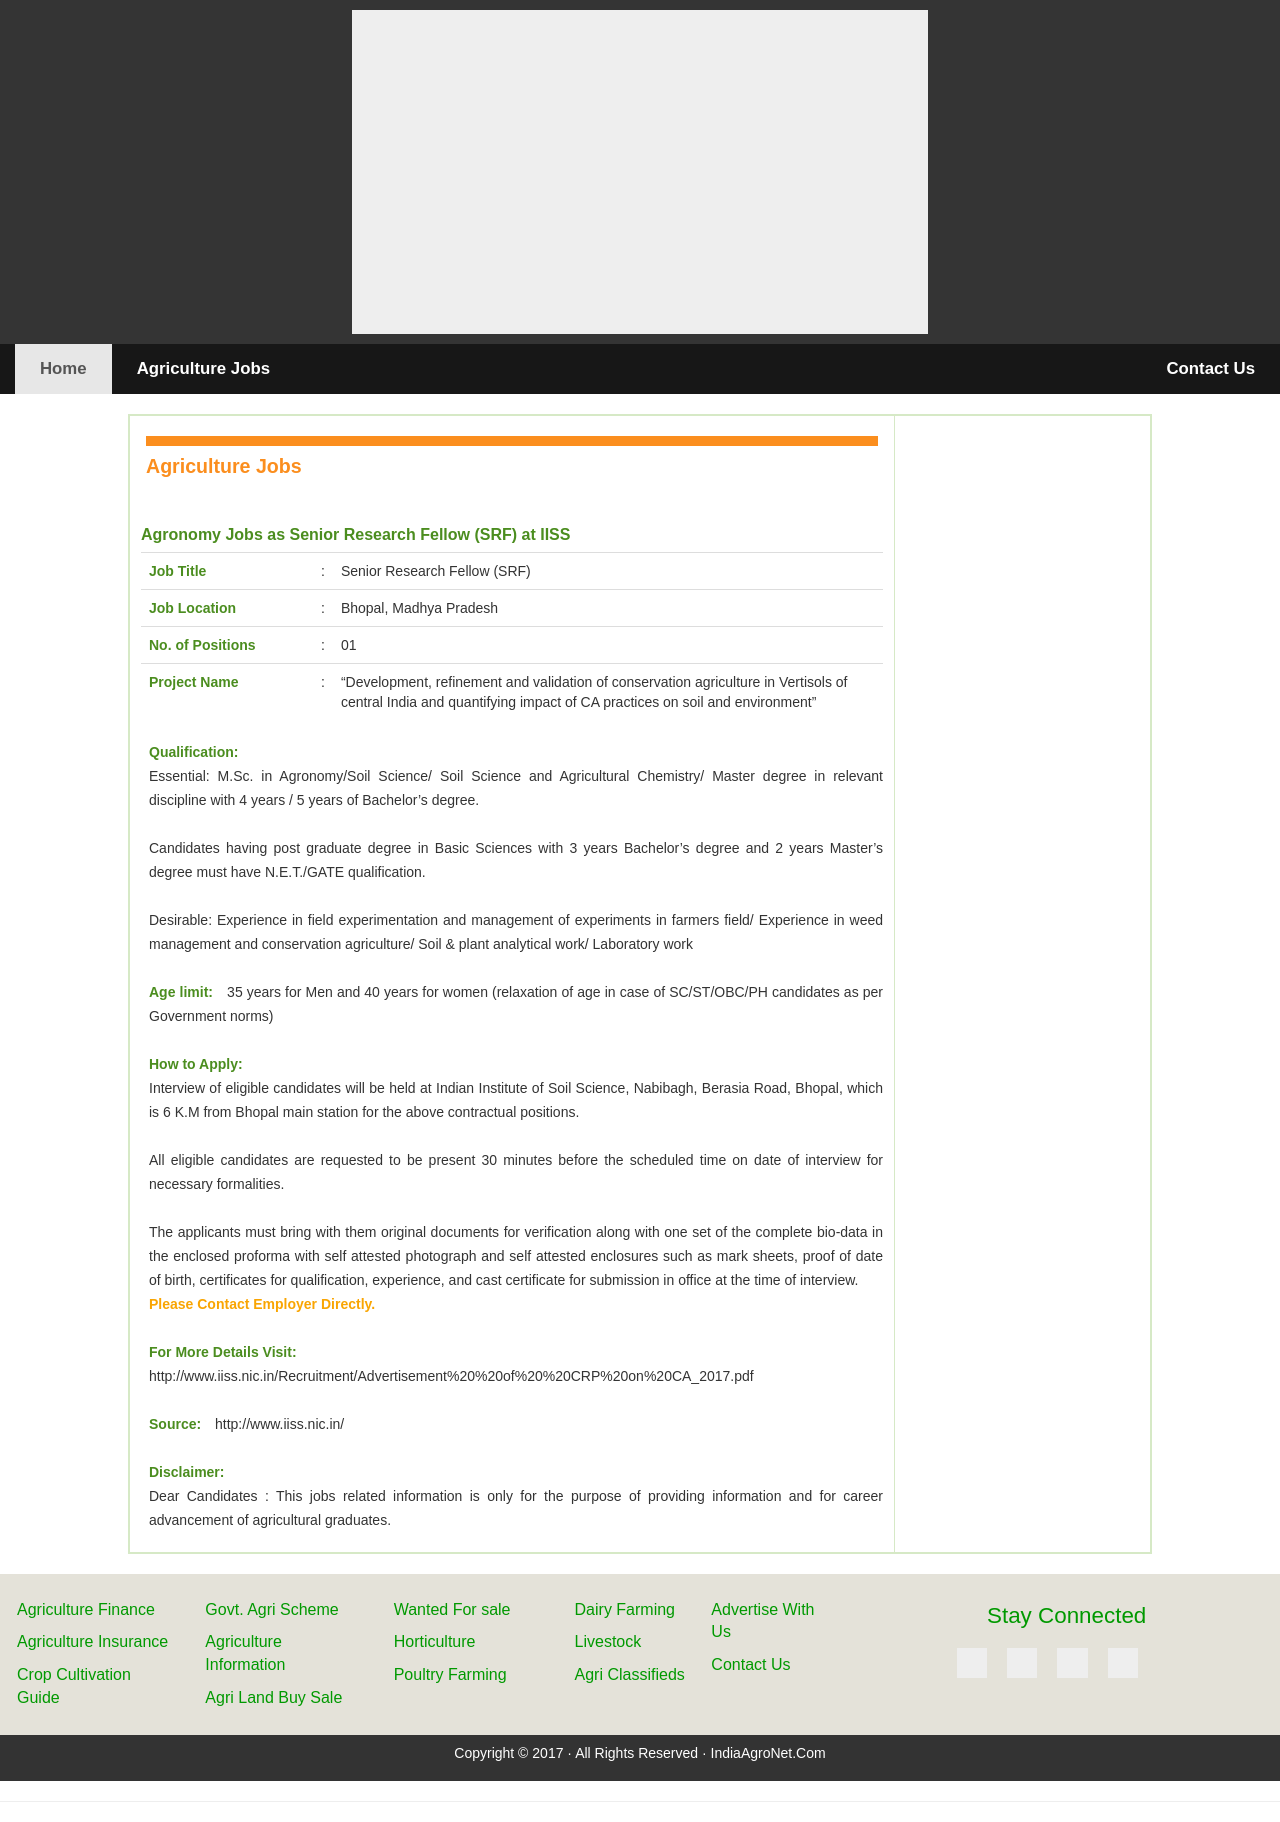 Home
Agriculture Jobs
Contact Us
Agriculture Jobs
Agronomy Jobs as Senior Research Fellow (SRF) at IISS
Job Title : Senior Research Fellow (SRF)
Job Location : Bhopal, Madhya Pradesh
No. of Positions : 01
Project Name : “Development, refinement and validation of conservation agriculture in Vertisols of
central India and quantifying impact of CA practices on soil and environment”
Qualification:
Essential: M.Sc. in Agronomy/Soil Science/ Soil Science and Agricultural Chemistry/ Master degree in relevant
discipline with 4 years / 5 years of Bachelor’s degree.
Candidates having post graduate degree in Basic Sciences with 3 years Bachelor’s degree and 2 years Master’s
degree must have N.E.T./GATE qualification.
Desirable: Experience in field experimentation and management of experiments in farmers field/ Experience in weed
management and conservation agriculture/ Soil & plant analytical work/ Laboratory work
Age limit: 35 years for Men and 40 years for women (relaxation of age in case of SC/ST/OBC/PH candidates as per
Government norms)
How to Apply:
Interview of eligible candidates will be held at Indian Institute of Soil Science, Nabibagh, Berasia Road, Bhopal, which
is 6 K.M from Bhopal main station for the above contractual positions.
All eligible candidates are requested to be present 30 minutes before the scheduled time on date of interview for
necessary formalities.
The applicants must bring with them original documents for verification along with one set of the complete bio-data in
the enclosed proforma with self attested photograph and self attested enclosures such as mark sheets, proof of date
of birth, certificates for qualification, experience, and cast certificate for submission in office at the time of interview.
Please Contact Employer Directly.
For More Details Visit:
http://www.iiss.nic.in/Recruitment/Advertisement%20%20of%20%20CRP%20on%20CA_2017.pdf
Source: http://www.iiss.nic.in/
Disclaimer:
Dear Candidates : This jobs related information is only for the purpose of providing information and for career
advancement of agricultural graduates.
Agriculture Finance
Agriculture Insurance
Crop Cultivation
Guide
Govt. Agri Scheme
Agriculture
Information
Agri Land Buy Sale
Wanted For sale
Horticulture
Poultry Farming
Dairy Farming
Livestock
Agri Classifieds
Advertise With
Us
Contact Us
Stay Connected
Copyright © 2017 · All Rights Reserved · IndiaAgroNet.Com